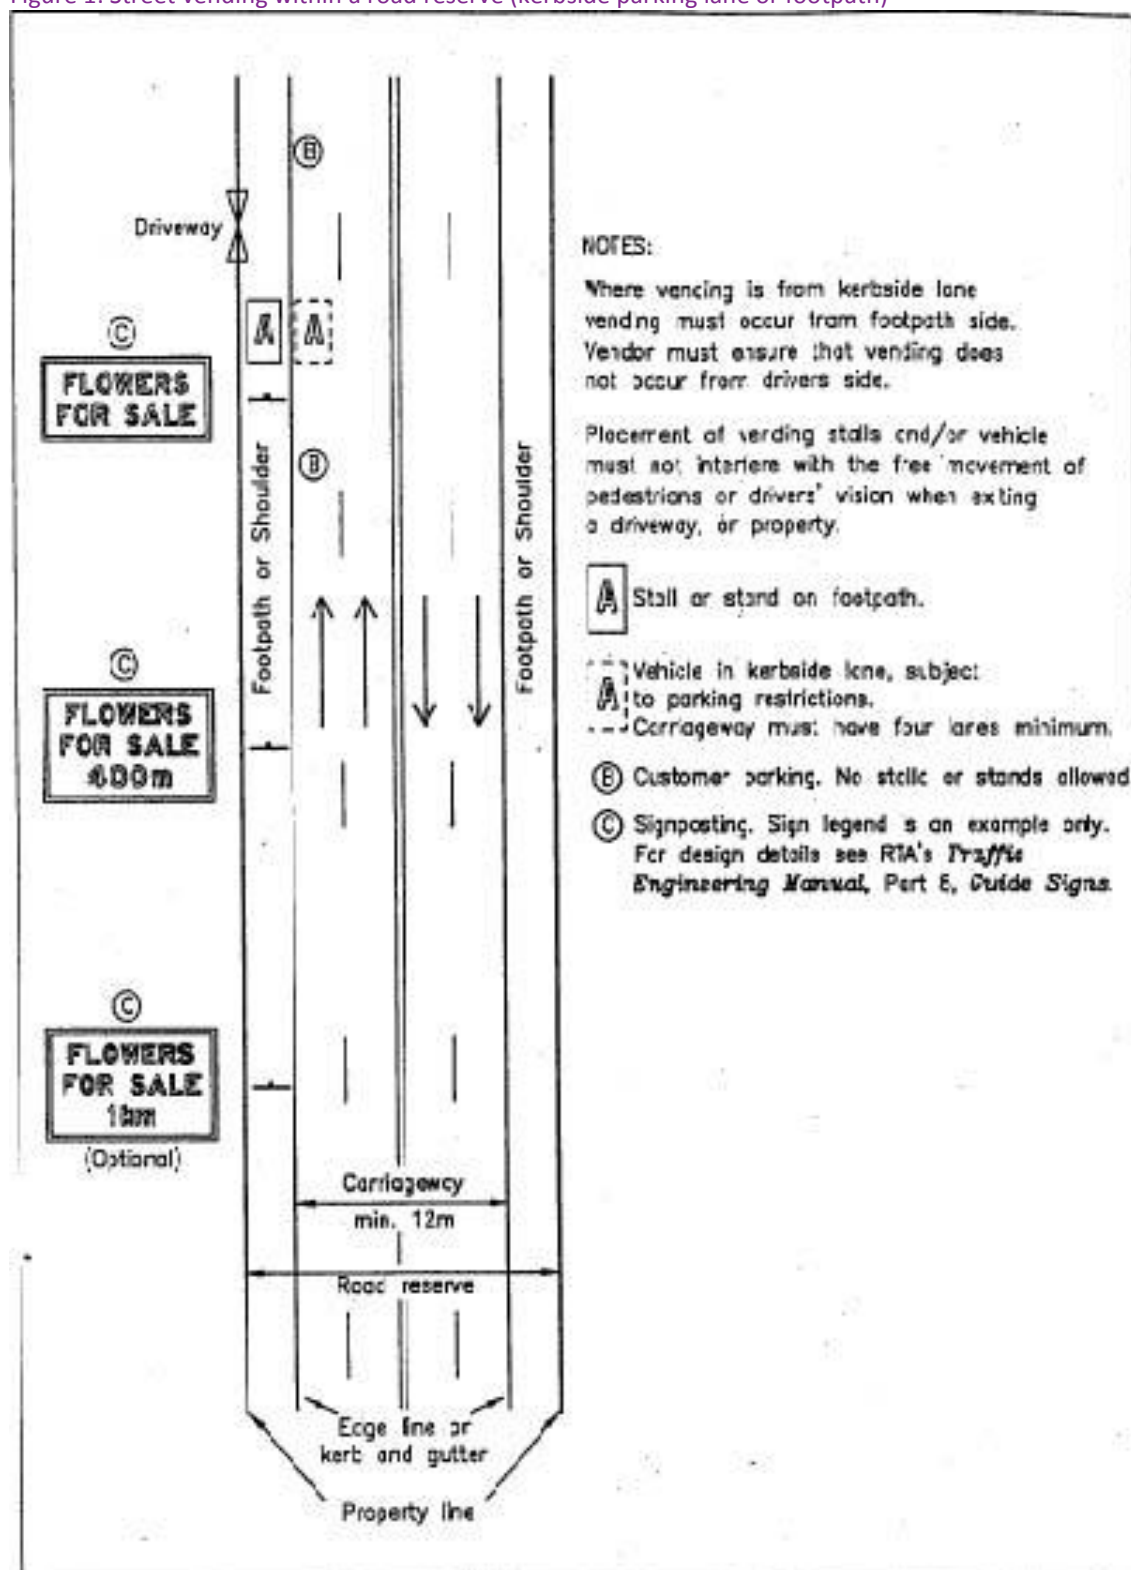 Figure 1: Street vending within a road reserve (kerbside parking lane or footpath)
B
Driveway
A
A
C
FLOWERS
FOR SALE
B
Footpath or Shoulder
Footpath or Shoulder
C
FLOWERS
FOR SALE
400m
C
FLOWERS
FOR SALE
1km
(Optional)
Carriageway
min. 12m
Road reserve
Edge line or
kerb and gutter
Property line
NOTES:
Where vending is from kerbside lane
vending must occur from footpath side.
Vendor must ensure that vending does
not occur from drivers side.
Placement of vending stalls and/or vehicle
must not interfere with the free movement of
pedestrians or drivers' vision when exiting
a driveway, or property.
A Stall or stand on footpath.
A Vehicle in kerbside lane, subject
to parking restrictions.
Carriageway must have four lanes minimum.
B Customer parking. No stalls or stands allowed
C Signposting. Sign legend is an example only.
For design details see RTA's Traffic
Engineering Manual, Part 6, Guide Signs.